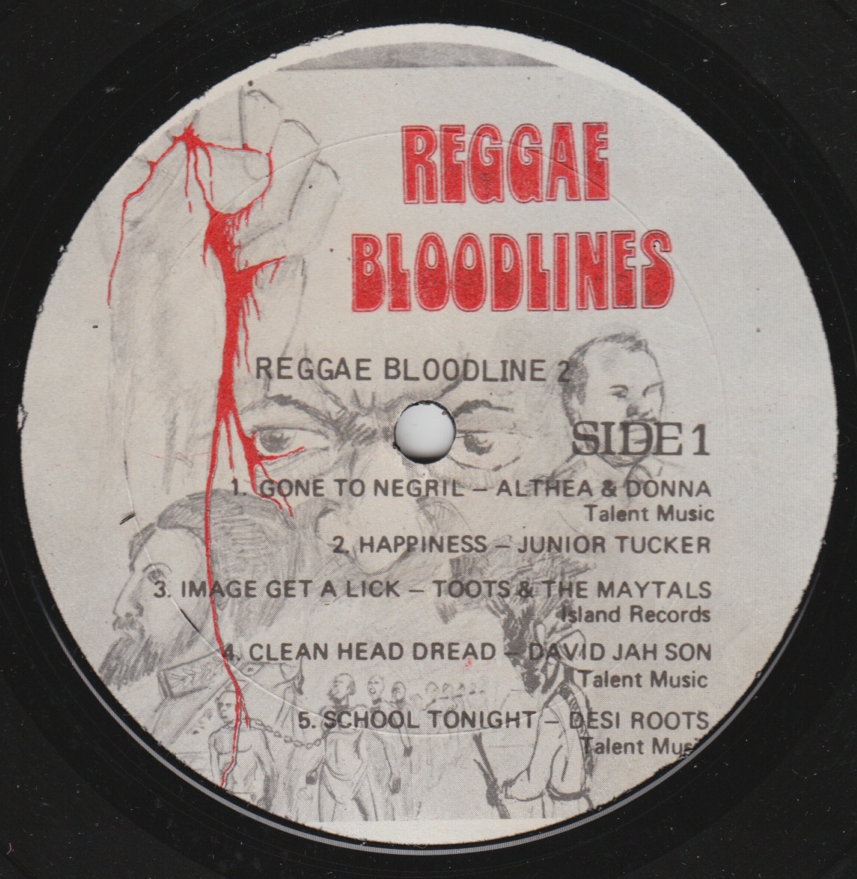 REGGAE
BLOODLINES
REGGAE BLOODLINE 2
SIDE 1
1. GONE TO NEGRIL – ALTHEA & DONNA
Talent Music
2. HAPPINESS – JUNIOR TUCKER
3. IMAGE GET A LICK – TOOTS & THE MAYTALS
Island Records
4. CLEAN HEAD DREAD – DAVID JAH SON
Talent Music
5. SCHOOL TONIGHT – DESI ROOTS
Talent Music